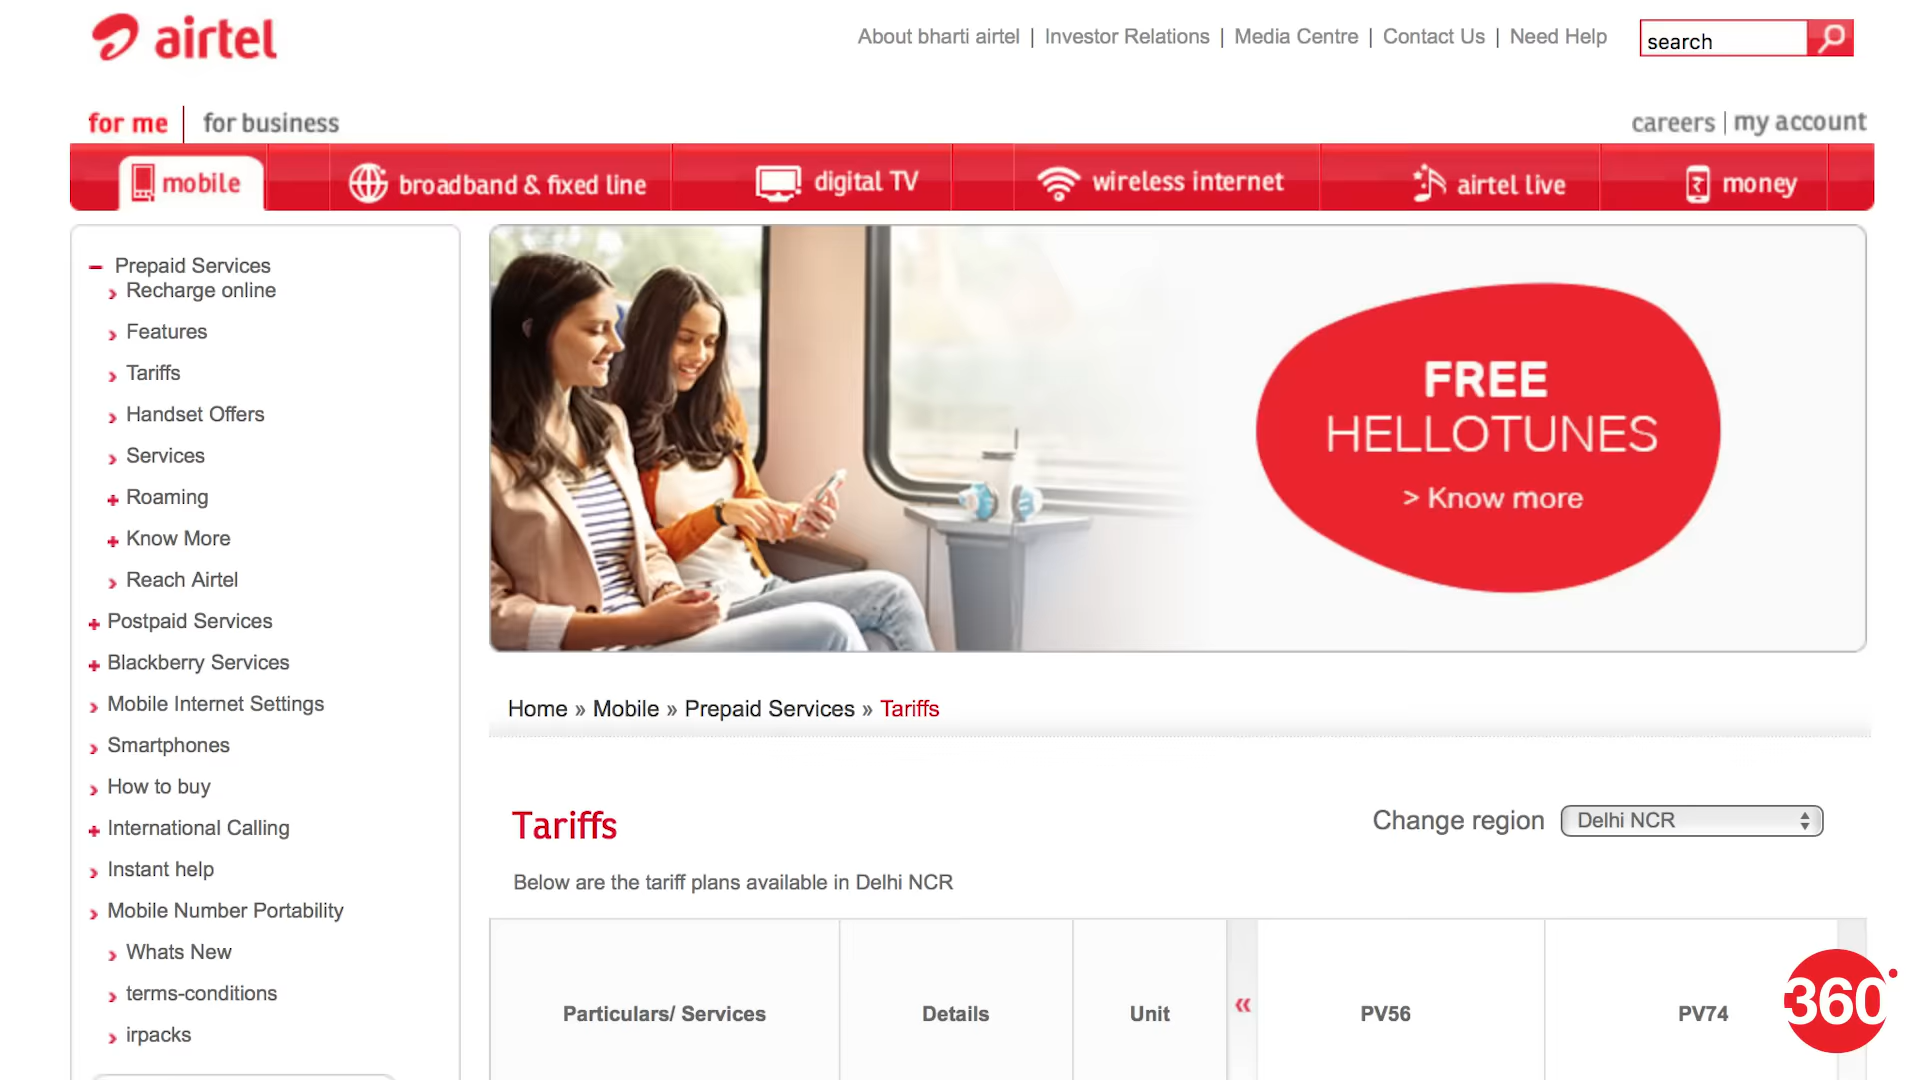 airtel
About bharti airtel | Investor Relations | Media Centre | Contact Us | Need Help
search
for me | for business
careers | my account
mobile
broadband & fixed line
digital TV
wireless internet
airtel live
money
Prepaid Services
Recharge online
Features
Tariffs
Handset Offers
Services
Roaming
Know More
Reach Airtel
Postpaid Services
Blackberry Services
Mobile Internet Settings
Smartphones
How to buy
International Calling
Instant help
Mobile Number Portability
Whats New
terms-conditions
irpacks
FREE
HELLOTUNES
> Know more
Home » Mobile » Prepaid Services » Tariffs
Tariffs
Change region
Delhi NCR
Below are the tariff plans available in Delhi NCR
Particulars/ Services
Details
Unit
«
PV56
PV74
360°